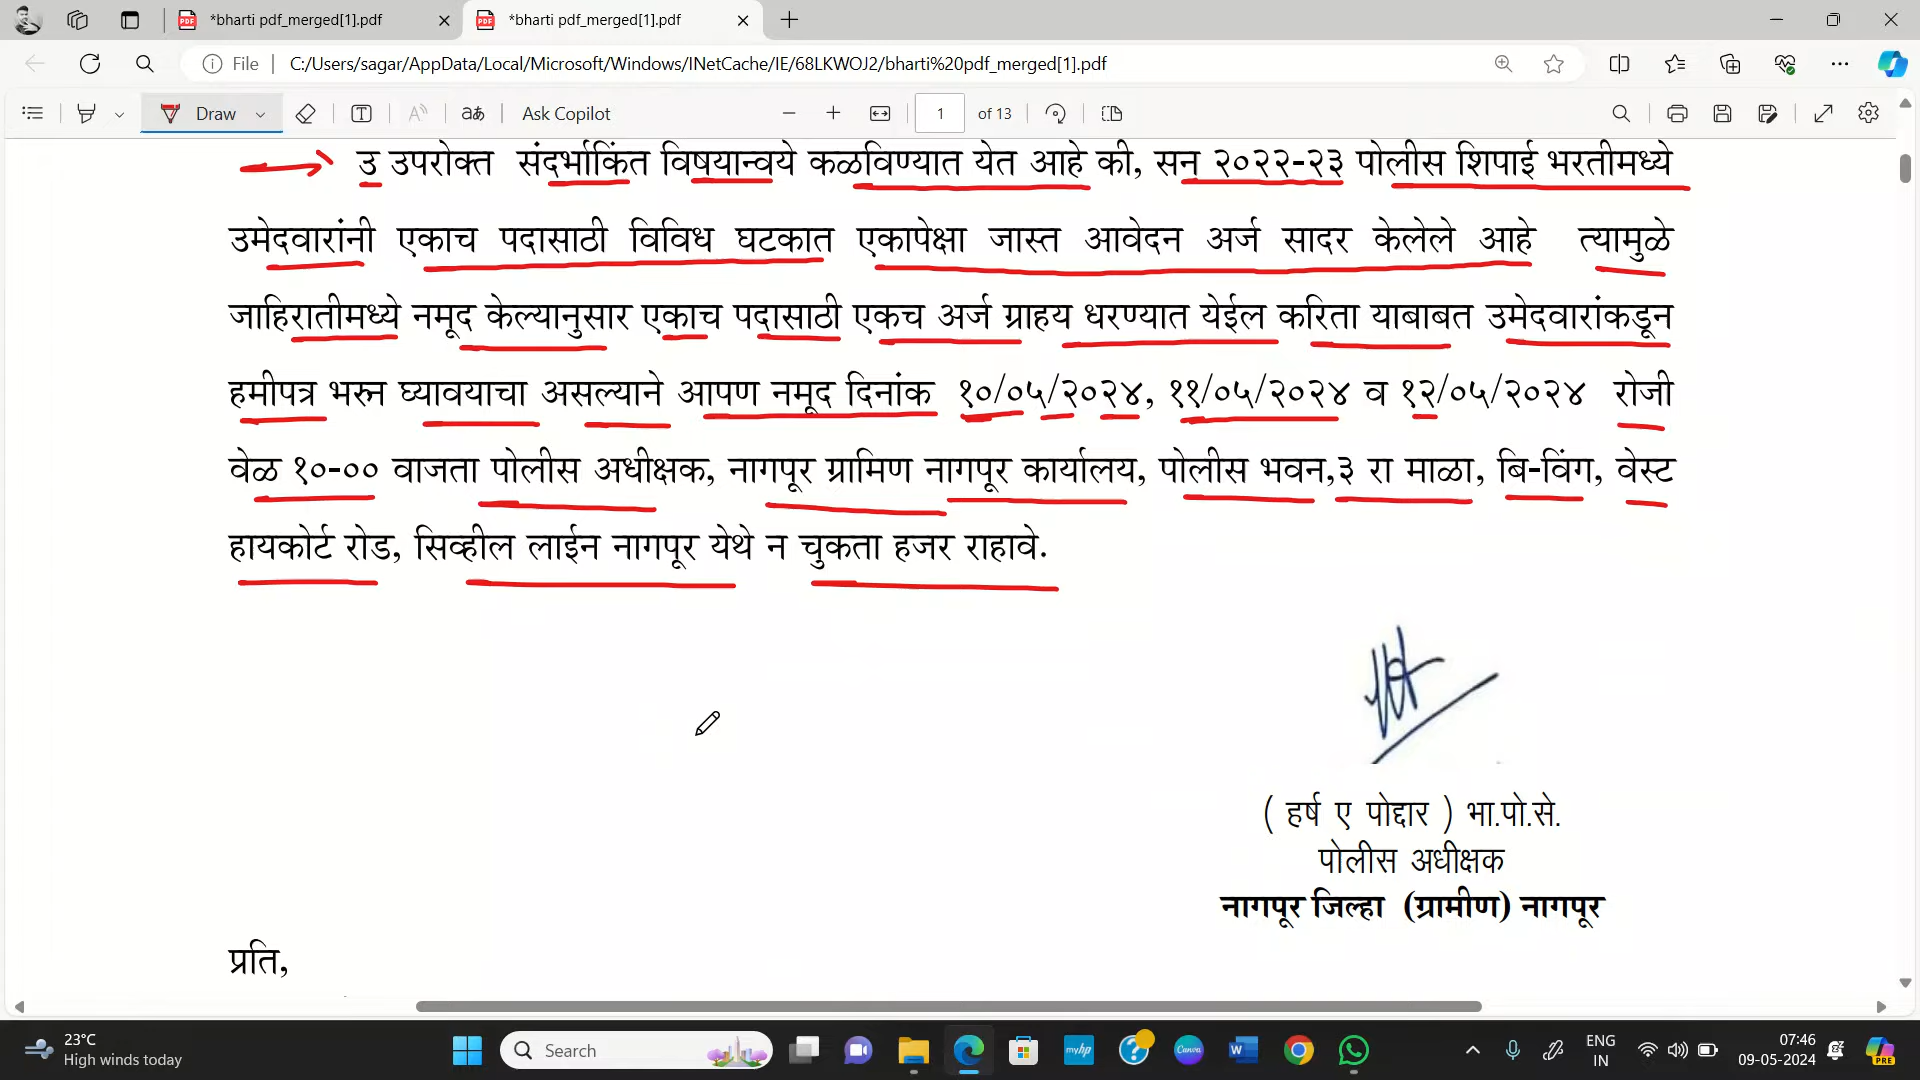 *bharti pdf_merged[1].pdf
*bharti pdf_merged[1].pdf
File
C:/Users/sagar/AppData/Local/Microsoft/Windows/INetCache/IE/68LKWOJ2/bharti%20pdf_merged[1].pdf
Draw
Ask Copilot
1 of 13
उ उपरोक्त संदर्भाकिंत विषयान्वये कळविण्यात येत आहे की, सन २०२२-२३ पोलीस शिपाई भरतीमध्ये
उमेदवारांनी एकाच पदासाठी विविध घटकात एकापेक्षा जास्त आवेदन अर्ज सादर केलेले आहे त्यामुळे
जाहिरातीमध्ये नमूद केल्यानुसार एकाच पदासाठी एकच अर्ज ग्राहय धरण्यात येईल करिता याबाबत उमेदवारांकडून
हमीपत्र भरुन घ्यावयाचा असल्याने आपण नमूद दिनांक १०/०५/२०२४, ११/०५/२०२४ व १२/०५/२०२४ रोजी
वेळ १०-०० वाजता पोलीस अधीक्षक, नागपूर ग्रामिण नागपूर कार्यालय, पोलीस भवन,३ रा माळा, बि-विंग, वेस्ट
हायकोर्ट रोड, सिव्हील लाईन नागपूर येथे न चुकता हजर राहावे.
( हर्ष ए पोद्दार ) भा.पो.से.
पोलीस अधीक्षक
नागपूर जिल्हा (ग्रामीण) नागपूर
प्रति,
23°C
High winds today
Search
myhp
Canva
W
ENG
IN
07:46
09-05-2024
PRE